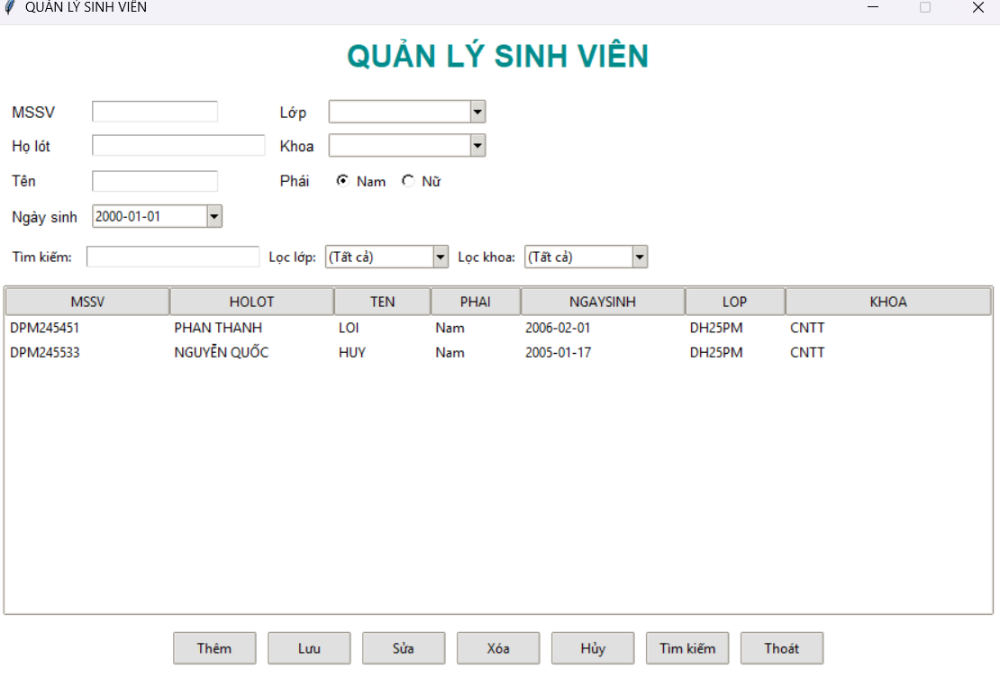 QUẢN LÝ SINH VIÊN
QUẢN LÝ SINH VIÊN
MSSV Lớp
Họ lót Khoa
Tên Phái Nam Nữ
Ngày sinh 2000-01-01
Tìm kiếm: Lọc lớp: (Tất cả) Lọc khoa: (Tất cả)
MSSV HOLOT TEN PHAI NGAYSINH LOP KHOA
DPM245451 PHAN THANH LOI Nam 2006-02-01 DH25PM CNTT
DPM245533 NGUYỄN QUỐC HUY Nam 2005-01-17 DH25PM CNTT
Thêm Lưu Sửa Xóa Hủy Tìm kiếm Thoát